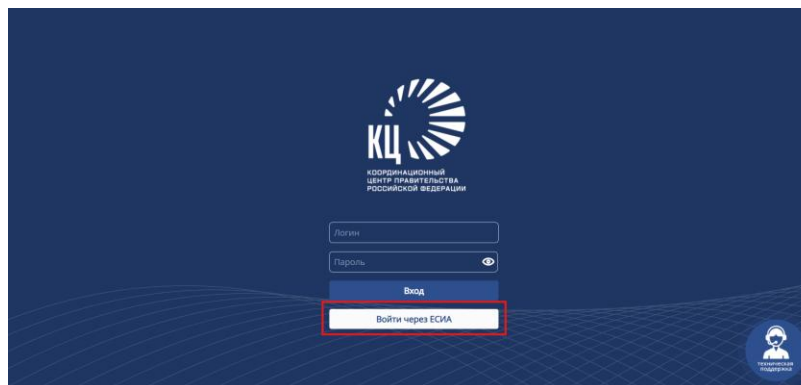 КЦ
КООРДИНАЦИОННЫЙ
ЦЕНТР ПРАВИТЕЛЬСТВА
РОССИЙСКОЙ ФЕДЕРАЦИИ
Логин
Пароль
Вход
Войти через ЕСИА
техническая
поддержка